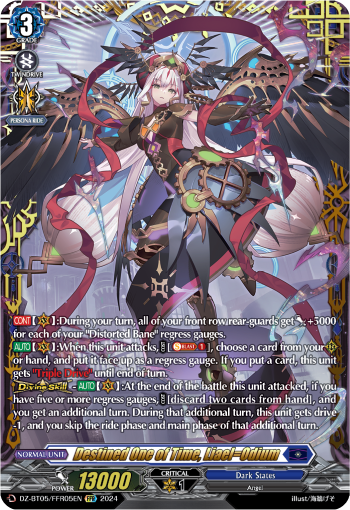 3
GRADE
TWINDRIVE
PERSONA RIDE
CONT【】:During your turn, all of your front row rear-guards get +5000
for each of your "Distorted Bane" regress gauges.
AUTO【】:When this unit attacks, [BLAST 1], choose a card from your
or hand, and put it face up as a regress gauge. If you put a card, this unit
gets "Triple Drive" until end of turn.
Divine Skill -AUTO【】:At the end of the battle this unit attacked, if you
have five or more regress gauges, [discard two cards from hand], and
you get an additional turn. During that additional turn, this unit gets drive
-1, and you skip the ride phase and main phase of that additional turn.
NORMAL UNIT
Destined One of Time, Liael=Odium
POWER 13000
CRITICAL
1
Dark States
Angel
DZ-BT05/FFR05EN FFR 2024
illust/海鵜げそ